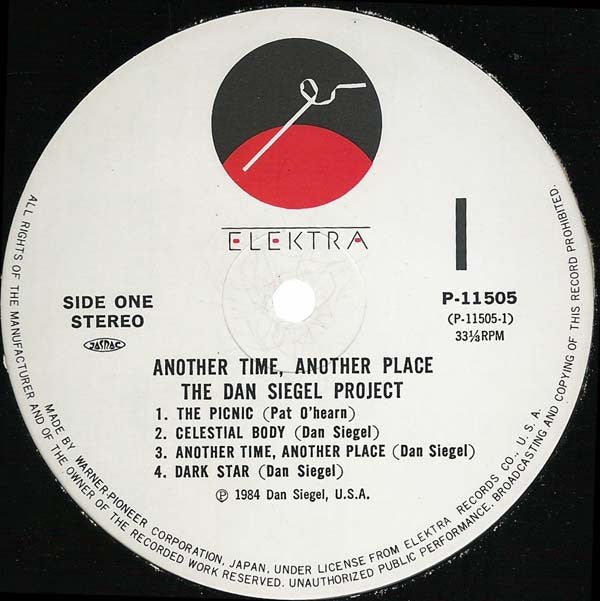 ELEKTRA
SIDE ONE
STEREO
JASRAC
P-11505
(P-11505-1)
33⅓RPM
ANOTHER TIME, ANOTHER PLACE
THE DAN SIEGEL PROJECT
1. THE PICNIC (Pat O'hearn)
2. CELESTIAL BODY (Dan Siegel)
3. ANOTHER TIME, ANOTHER PLACE (Dan Siegel)
4. DARK STAR (Dan Siegel)
Ⓟ 1984 Dan Siegel, U.S.A.
MADE BY WARNER-PIONEER CORPORATION, JAPAN, UNDER LICENSE FROM ELEKTRA RECORDS CO., U.S.A.
ALL RIGHTS OF THE MANUFACTURER AND OF THE OWNER OF THE RECORDED WORK RESERVED. UNAUTHORIZED PUBLIC PERFORMANCE, BROADCASTING AND COPYING OF THIS RECORD PROHIBITED.